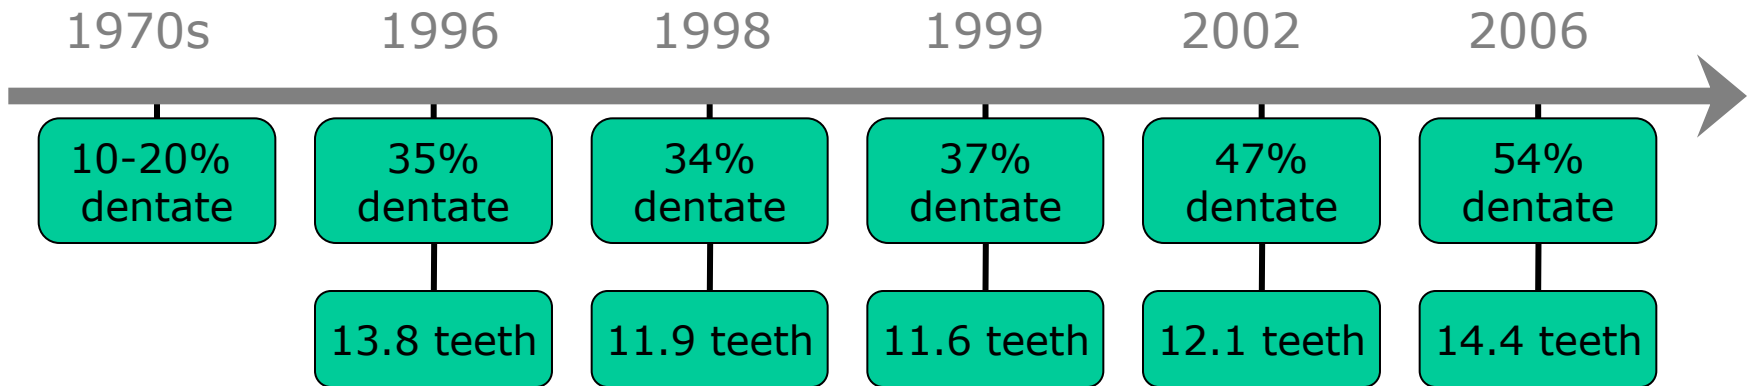 1970s 1996 1998 1999 2002 2006
10-20% 35% 34% 37% 47% 54%
dentate dentate dentate dentate dentate dentate
13.8 teeth 11.9 teeth 11.6 teeth 12.1 teeth 14.4 teeth